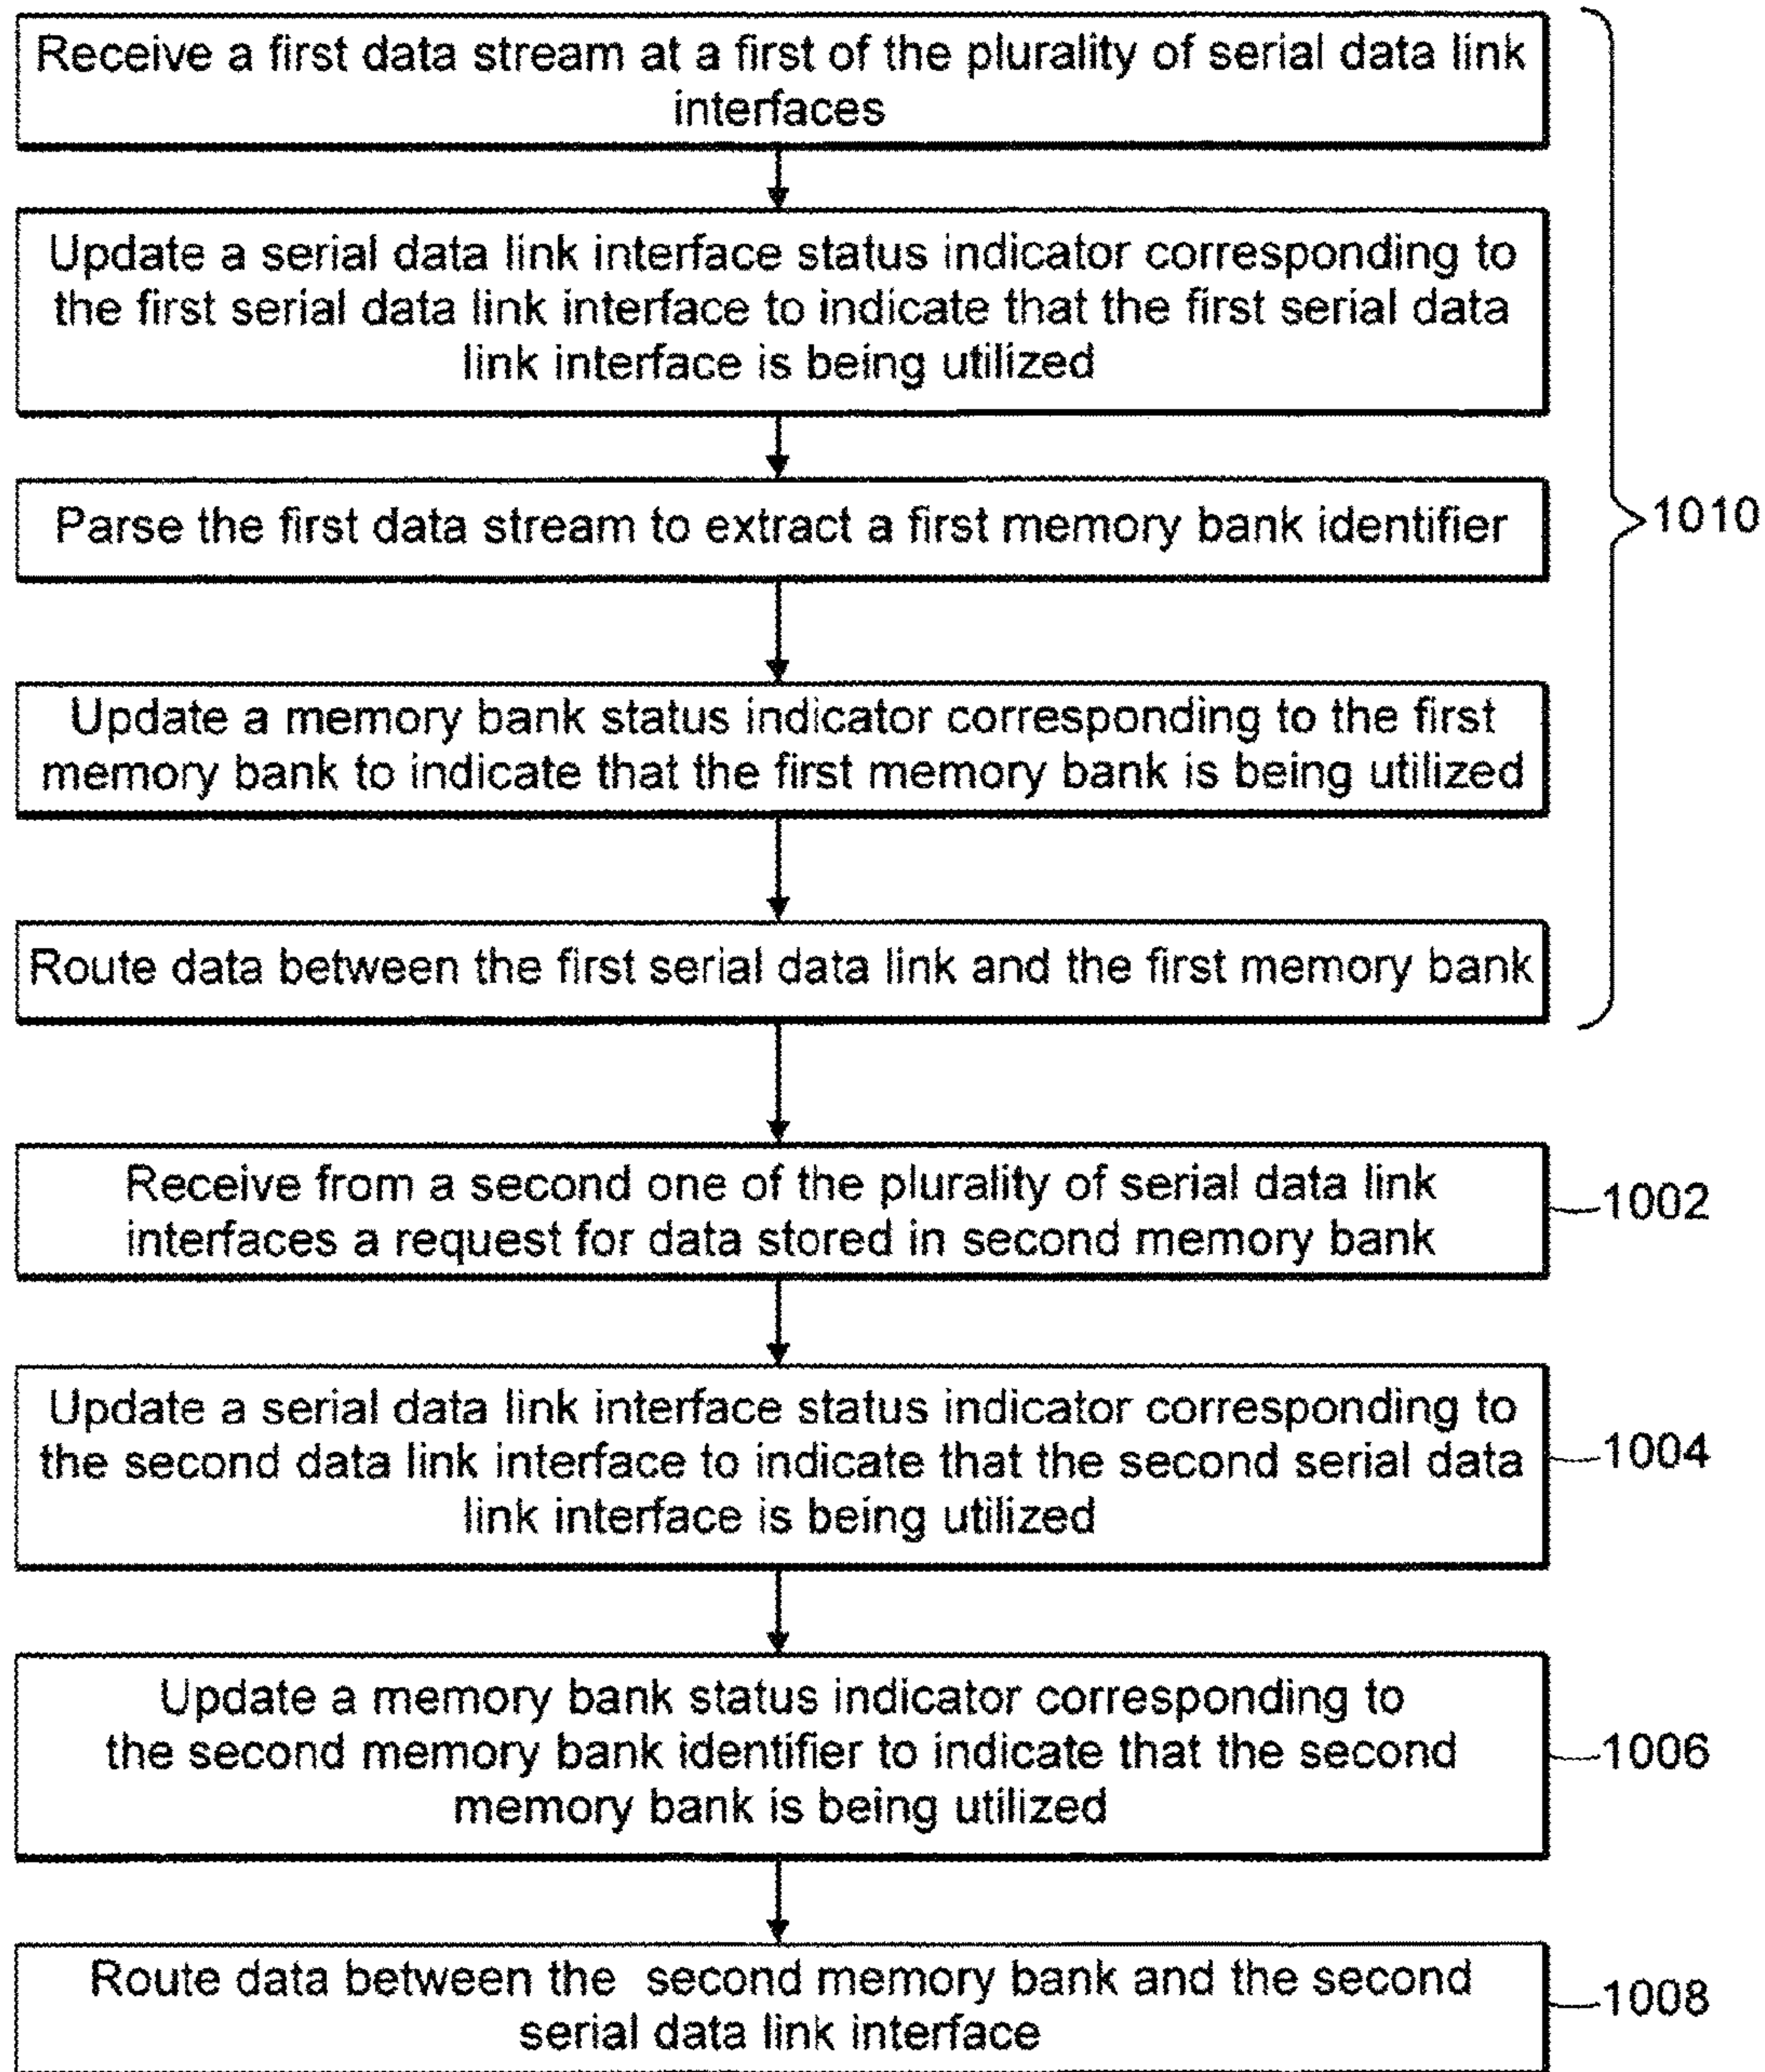 Receive a first data stream at a first of the plurality of serial data link
interfaces
Update a serial data link interface status indicator corresponding to
the first serial data link interface to indicate that the first serial data
link interface is being utilized
Parse the first data stream to extract a first memory bank identifier
1010
Update a memory bank status indicator corresponding to the first
memory bank to indicate that the first memory bank is being utilized
Route data between the first serial data link and the first memory bank
Receive from a second one of the plurality of serial data link
interfaces a request for data stored in second memory bank
1002
Update a serial data link interface status indicator corresponding to
the second data link interface to indicate that the second serial data
link interface is being utilized
1004
Update a memory bank status indicator corresponding to
the second memory bank identifier to indicate that the second
memory bank is being utilized
1006
Route data between the second memory bank and the second
serial data link interface
1008